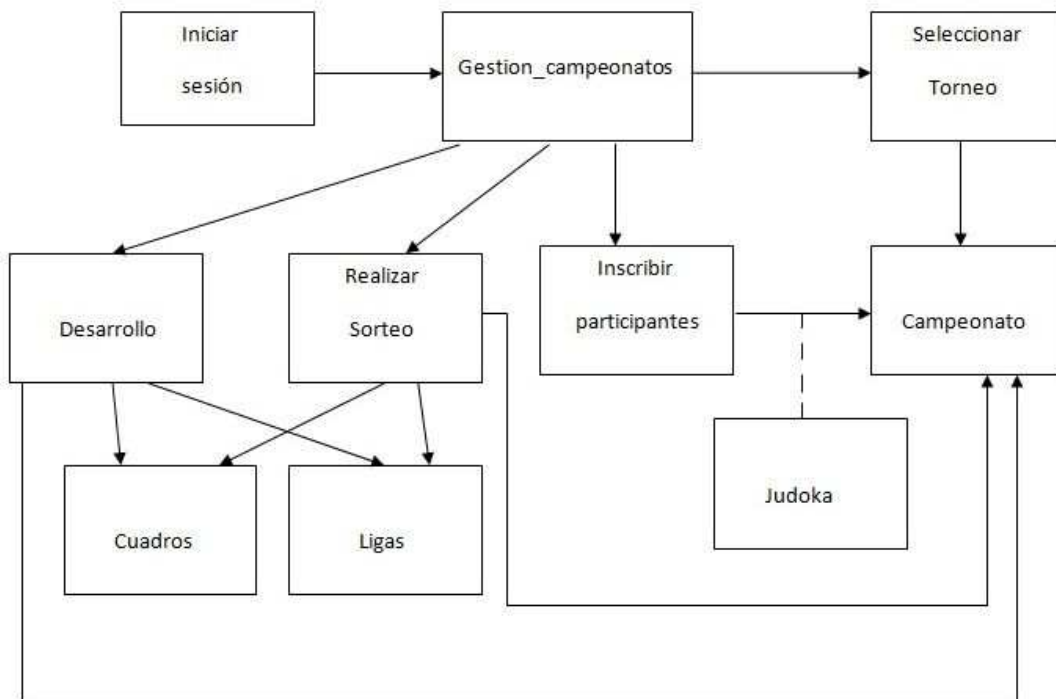 Iniciar
sesión
Gestion_campeonatos
Seleccionar
Torneo
Desarrollo
Realizar
Sorteo
Inscribir
participantes
Campeonato
Cuadros
Ligas
Judoka